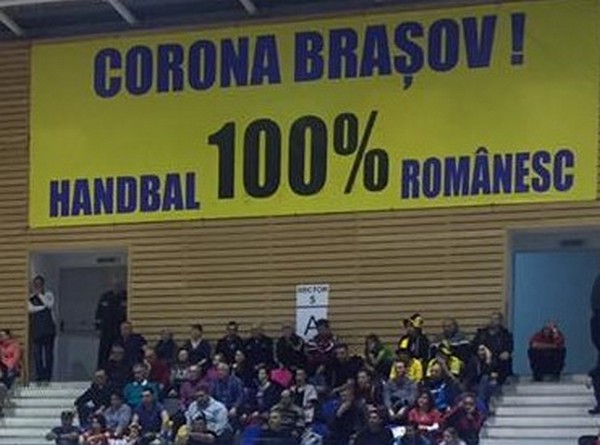 CORONA BRAȘOV !
HANDBAL 100% ROMÂNESC
SECTOR
5
A